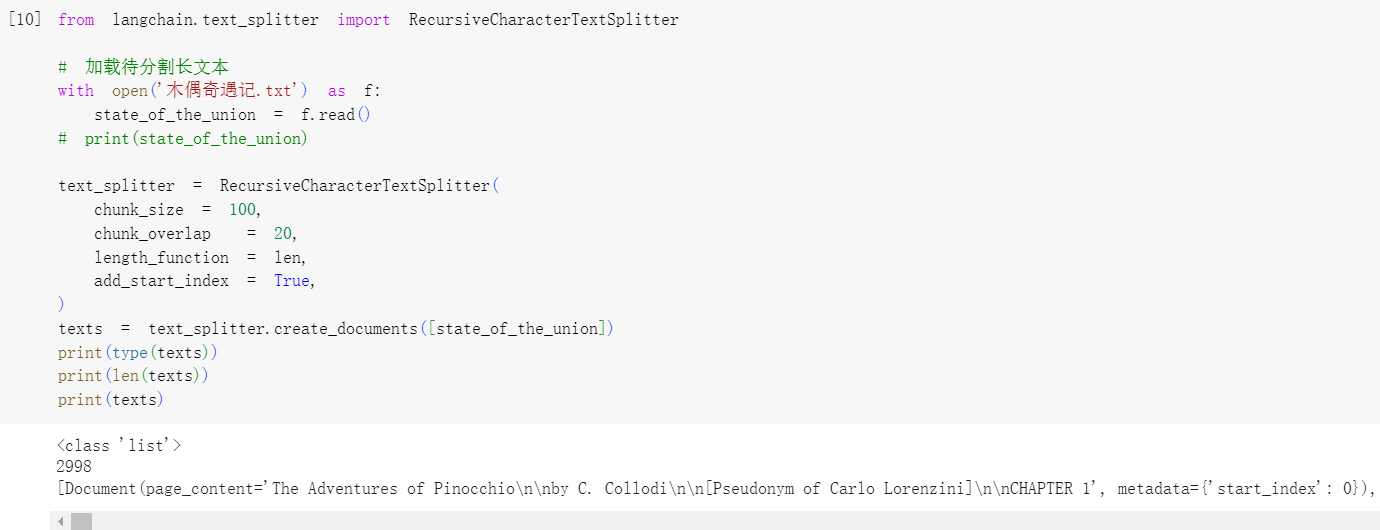 [10] from langchain.text_splitter import RecursiveCharacterTextSplitter
# 加载待分割长文本
with open('木偶奇遇记.txt') as f:
    state_of_the_union = f.read()
# print(state_of_the_union)
text_splitter = RecursiveCharacterTextSplitter(
    chunk_size = 100,
    chunk_overlap  = 20,
    length_function = len,
    add_start_index = True,
)
texts = text_splitter.create_documents([state_of_the_union])
print(type(texts))
print(len(texts))
print(texts)
<class 'list'>
2998
[Document(page_content='The Adventures of Pinocchio\n\nby C. Collodi\n\n[Pseudonym of Carlo Lorenzini]\n\nCHAPTER 1', metadata={'start_index': 0}),